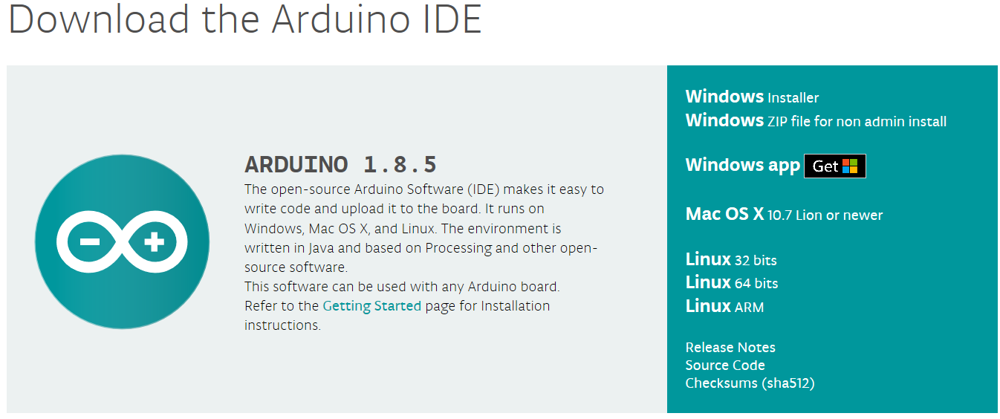 Download the Arduino IDE
ARDUINO 1.8.5
The open-source Arduino Software (IDE) makes it easy to
write code and upload it to the board. It runs on
Windows, Mac OS X, and Linux. The environment is
written in Java and based on Processing and other open-
source software.
This software can be used with any Arduino board.
Refer to the Getting Started page for Installation
instructions.
Windows Installer
Windows ZIP file for non admin install
Windows app Get
Mac OS X 10.7 Lion or newer
Linux 32 bits
Linux 64 bits
Linux ARM
Release Notes
Source Code
Checksums (sha512)